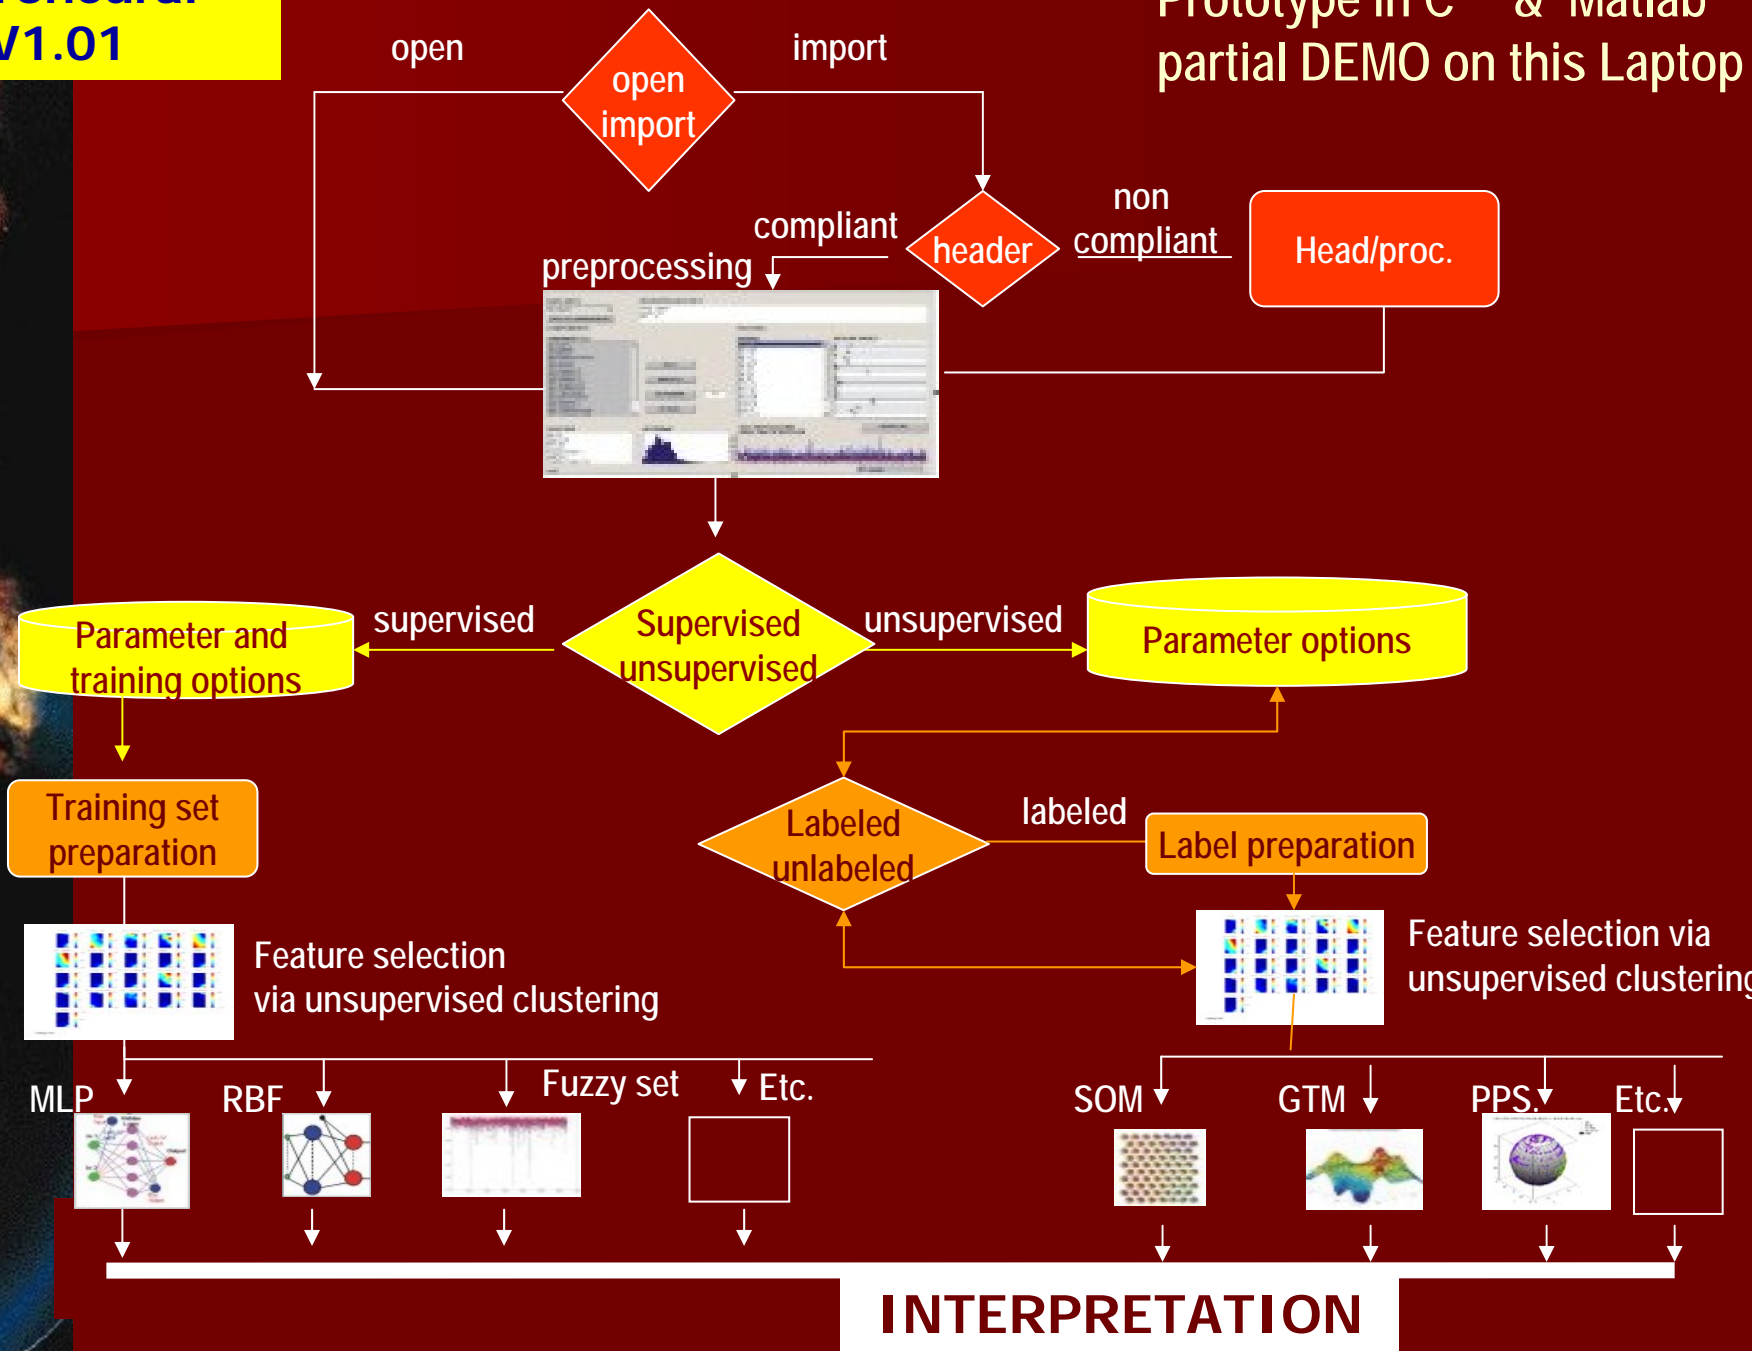 V1.01
Prototype in C & Matlab
partial DEMO on this Laptop
open
import
open
import
non
compliant
compliant
header
Head/proc.
preprocessing
supervised
Supervised
unsupervised
unsupervised
Parameter and
training options
Parameter options
Training set
preparation
Labeled
unlabeled
labeled
Label preparation
Feature selection
via unsupervised clustering
Feature selection via
unsupervised clustering
MLP
RBF
Fuzzy set
Etc.
SOM
GTM
PPS.
Etc.
INTERPRETATION